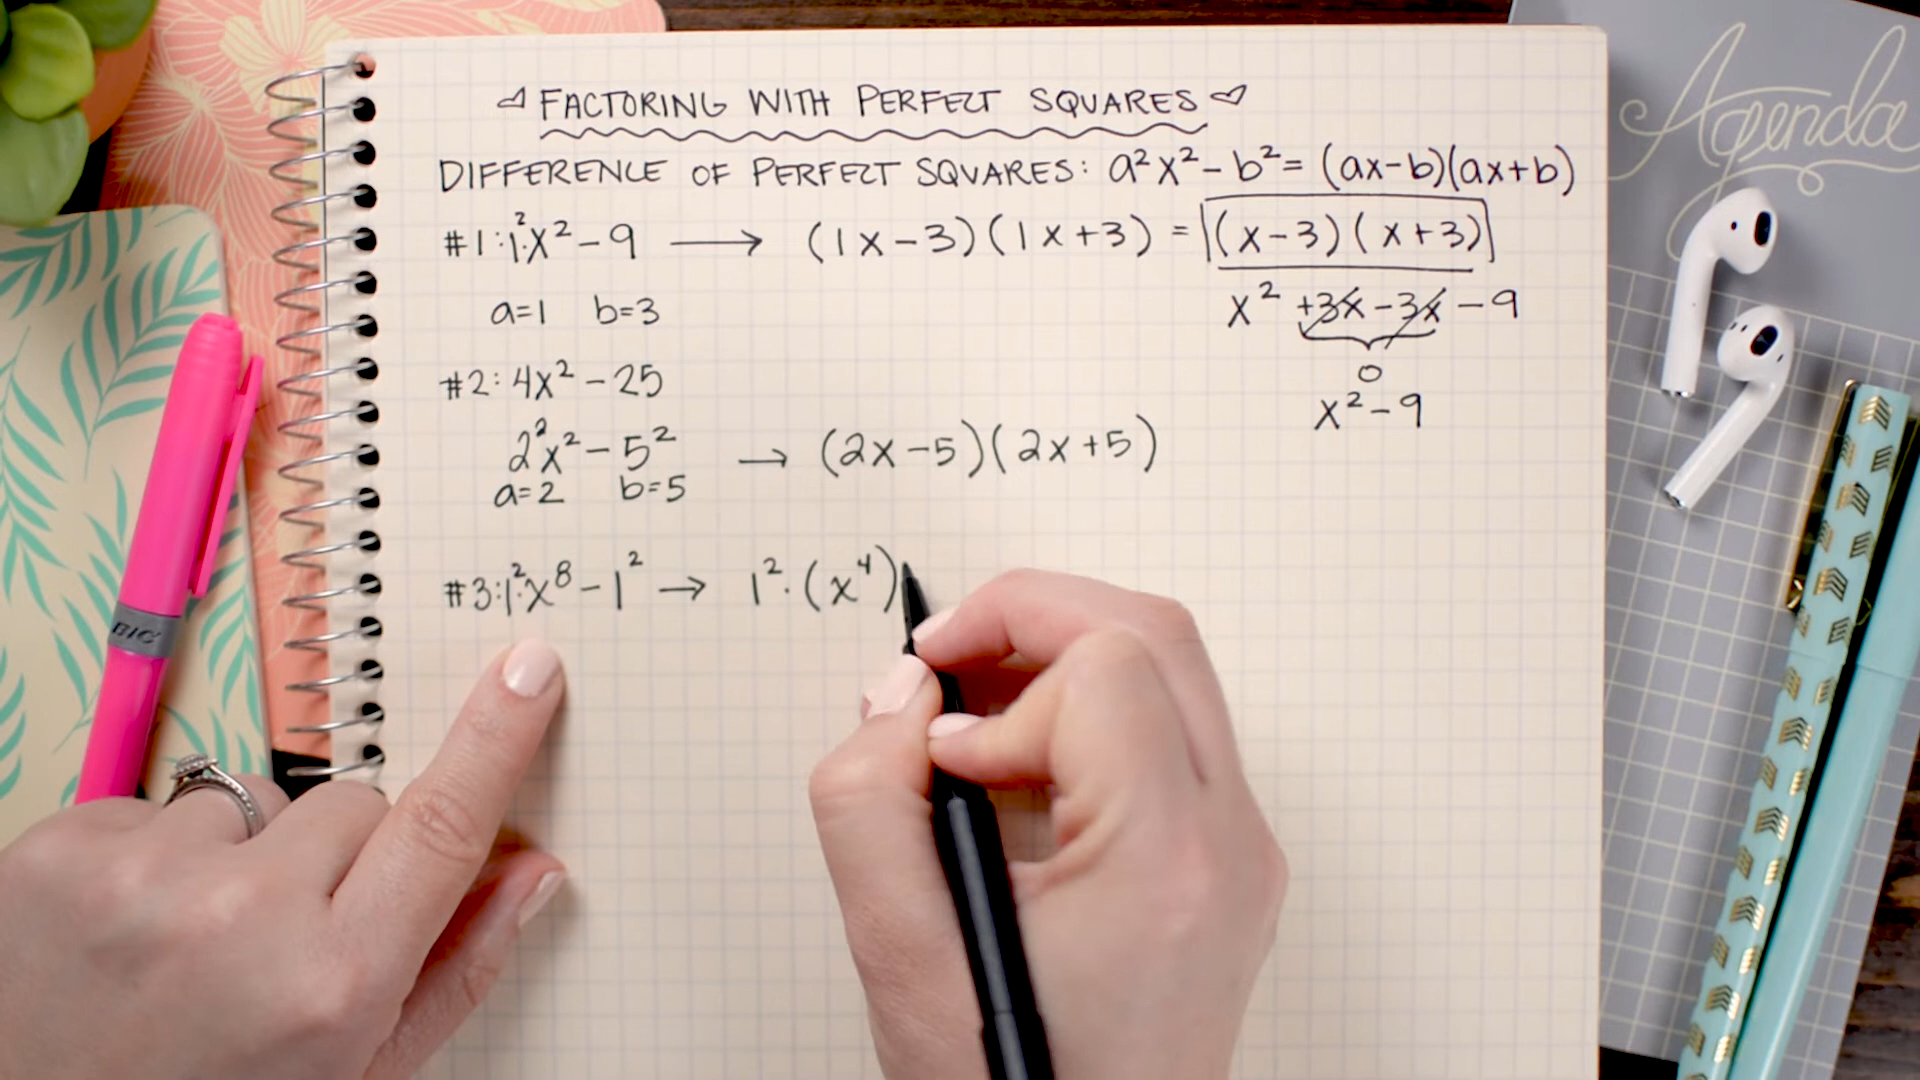 FACTORING WITH PERFECT SQUARES
DIFFERENCE OF PERFECT SQUARES: a²x² - b² = (ax-b)(ax+b)
#1: 1²·x² - 9 → (1x - 3)(1x + 3) = (x-3)(x+3)
x² +3x -3x -9
a=1 b=3
0
#2: 4x² - 25
x² - 9
2²x² - 5² → (2x - 5)(2x + 5)
a=2 b=5
#3: 1²·x⁸ - 1² → 1²·(x⁴)
BIC
Agenda